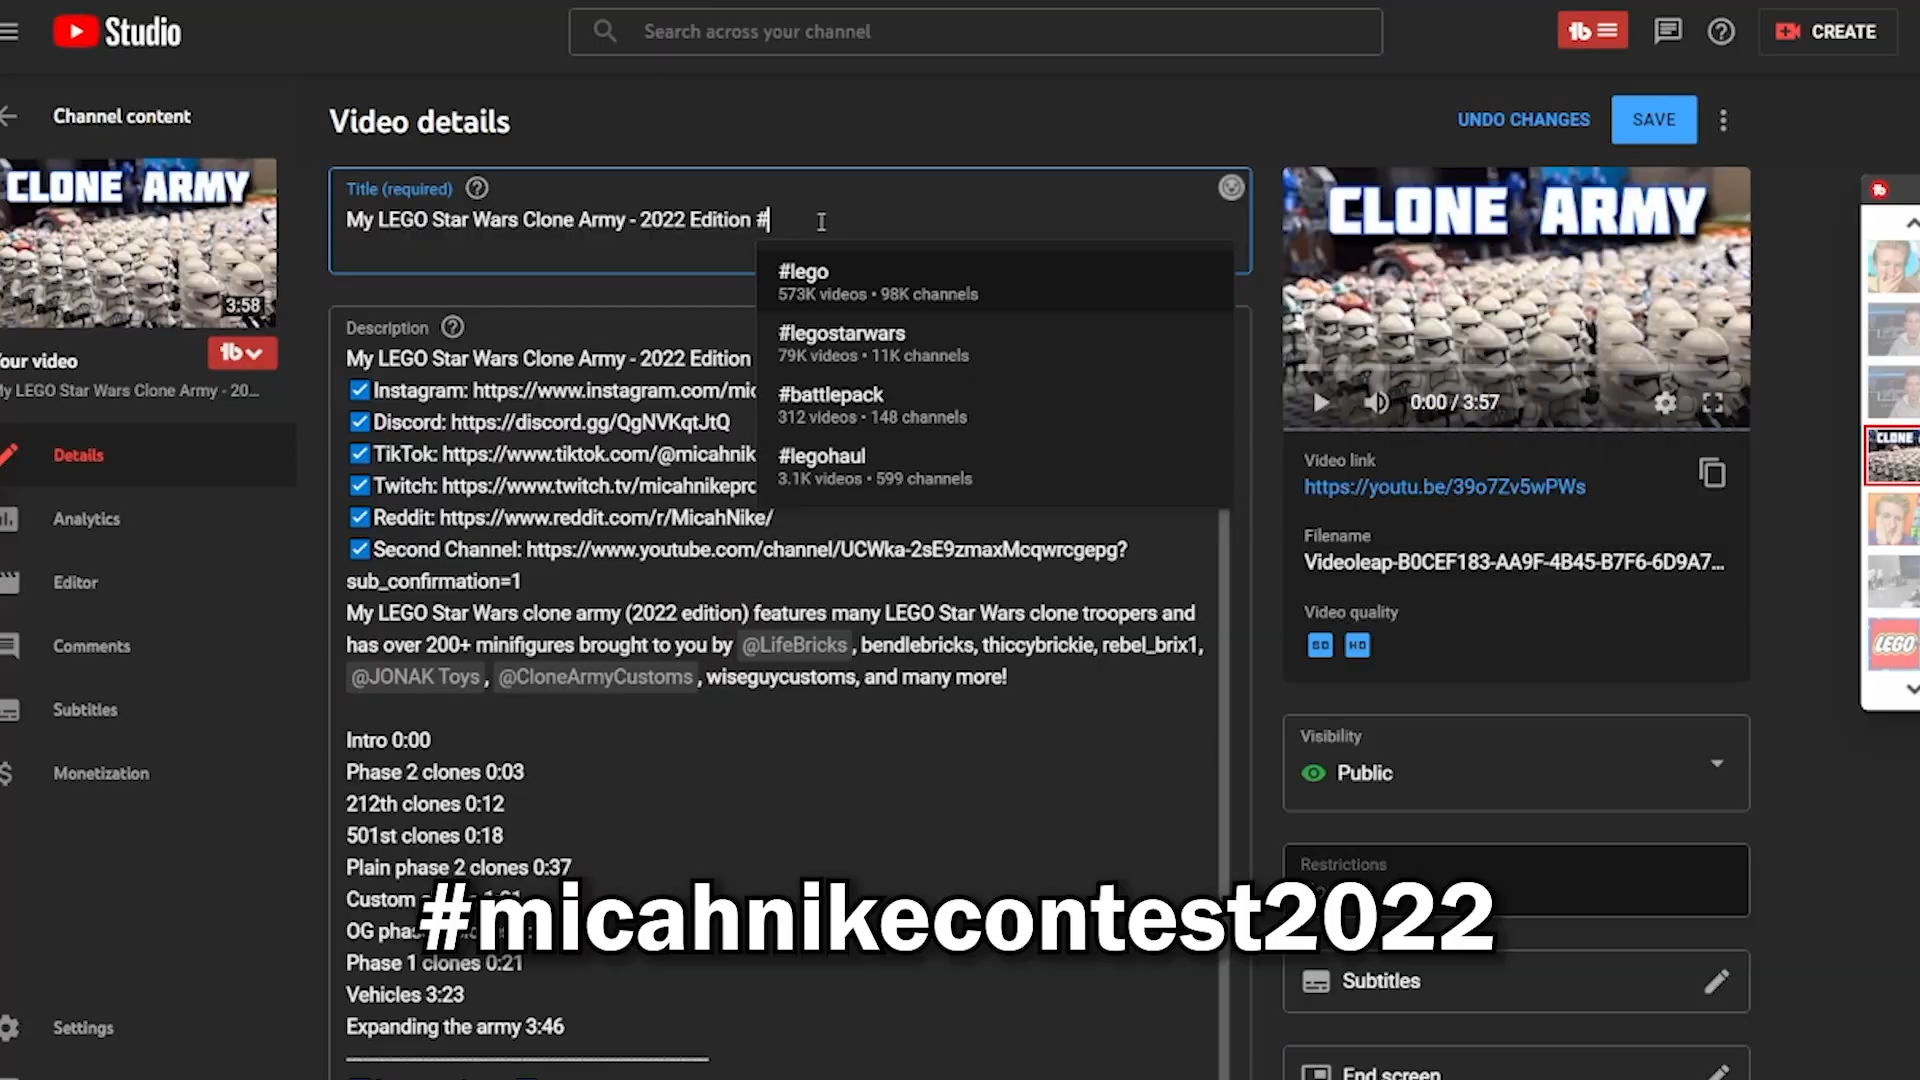 Studio
Search across your channel
CREATE
Channel content
Video details
UNDO CHANGES
SAVE
CLONE ARMY
3:58
Your video
My LEGO Star Wars Clone Army - 20...
Details
Analytics
Editor
Comments
Subtitles
Monetization
Settings
Title (required)
My LEGO Star Wars Clone Army - 2022 Edition #
#lego
573K videos • 98K channels
#legostarwars
79K videos • 11K channels
#battlepack
312 videos • 148 channels
#legohaul
3.1K videos • 599 channels
Description
My LEGO Star Wars Clone Army - 2022 Edition
Instagram: https://www.instagram.com/mic
Discord: https://discord.gg/QgNVKqtJtQ
TikTok: https://www.tiktok.com/@micahnik
Twitch: https://www.twitch.tv/micahnikepro
Reddit: https://www.reddit.com/r/MicahNike/
Second Channel: https://www.youtube.com/channel/UCWka-2sE9zmaxMcqwrcgepg?
sub_confirmation=1
My LEGO Star Wars clone army (2022 edition) features many LEGO Star Wars clone troopers and
has over 200+ minifigures brought to you by @LifeBricks , bendlebricks, thiccybrickie, rebel_brix1,
@JONAK Toys , @CloneArmyCustoms , wiseguycustoms, and many more!
Intro 0:00
Phase 2 clones 0:03
212th clones 0:12
501st clones 0:18
Plain phase 2 clones 0:37
Custom
OG pha
Phase 1 clones 0:21
Vehicles 3:23
Expanding the army 3:46
#micahnikecontest2022
CLONE ARMY
0:00 / 3:57
Video link
https://youtu.be/39o7Zv5wPWs
Filename
Videoleap-B0CEF183-AA9F-4B45-B7F6-6D9A7...
Video quality
SD HD
Visibility
Public
Restrictions
Subtitles
End screen
CLONE
LEGO